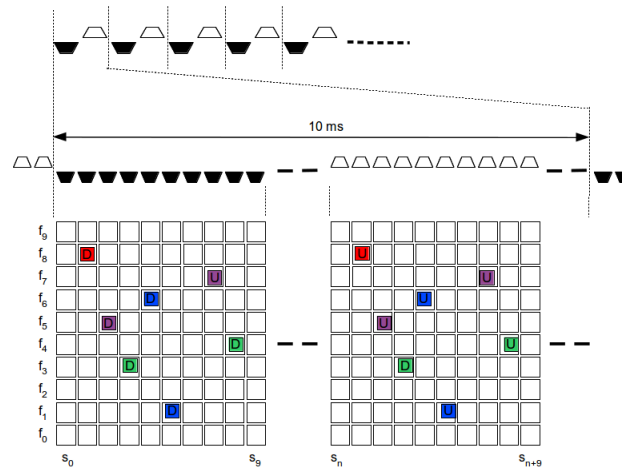 10 ms
f9
f8 D U
f7 U U
f6 D U
f5 D U
f4 D U
f3 D D
f2
f1 D U
f0
s0 s9 sn sn+9